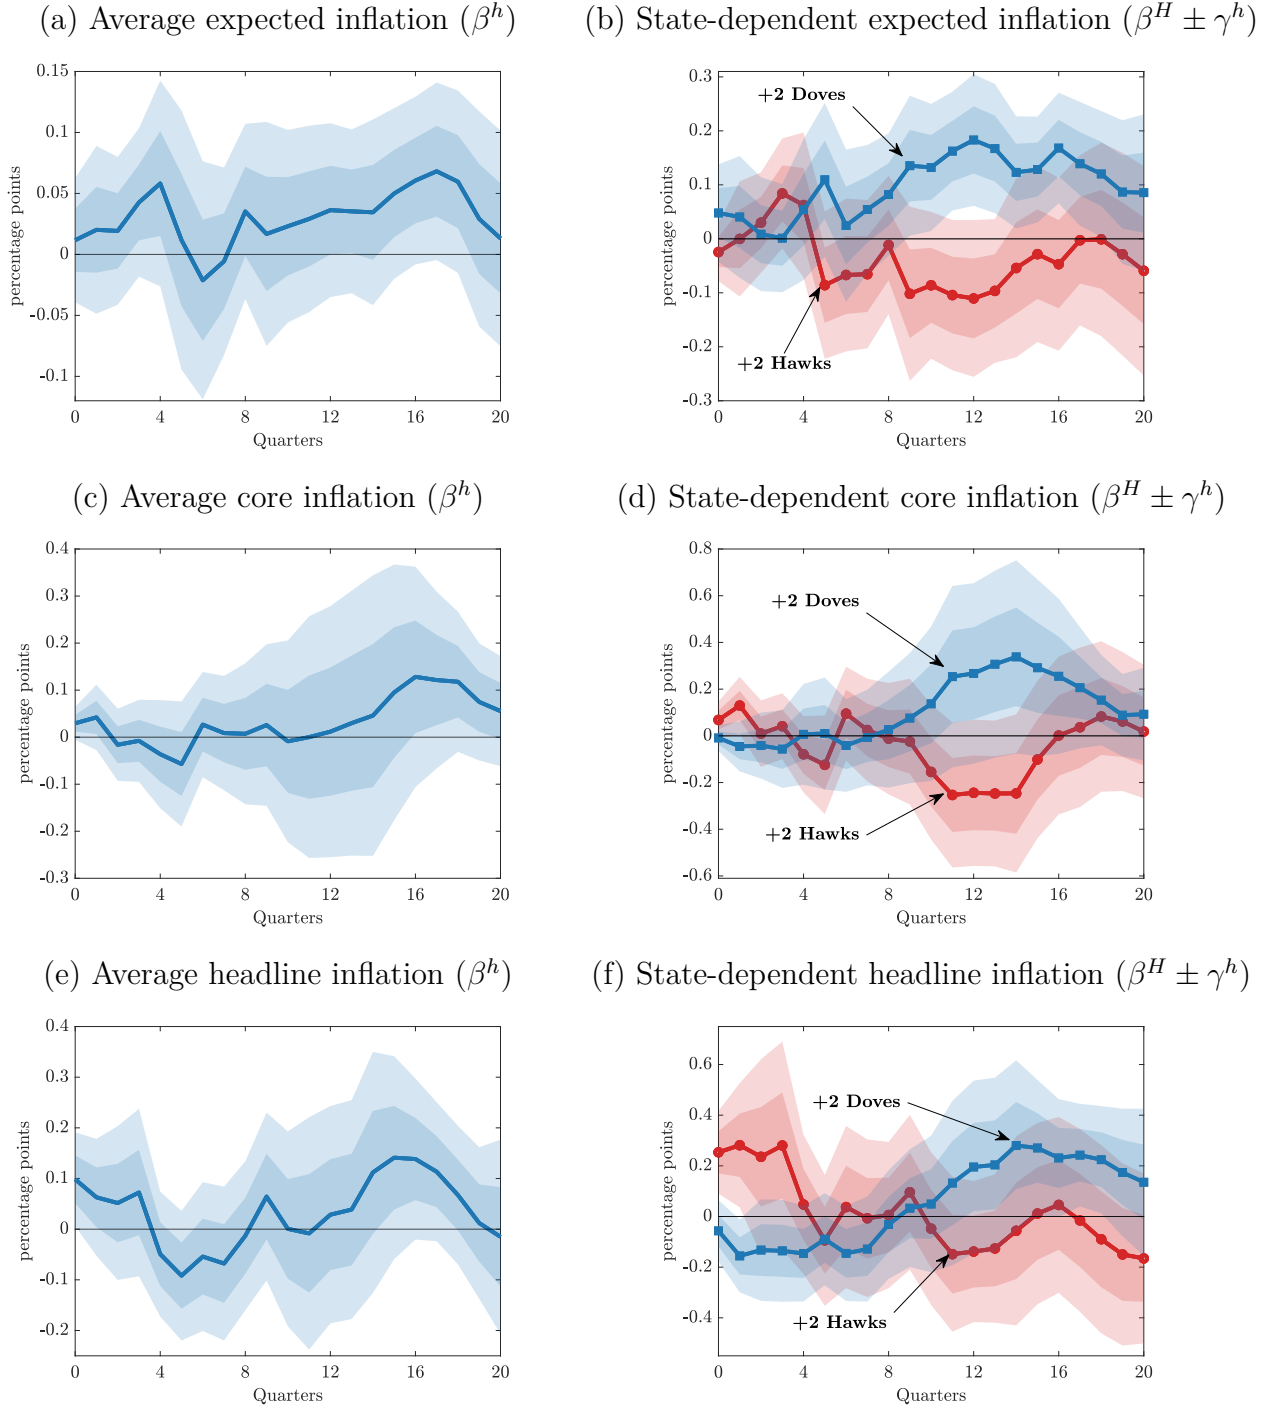 (a) Average expected inflation (β^h)
(b) State-dependent expected inflation (β^H ± γ^h)
0.15
0.1
0.05
0
-0.05
-0.1
percentage points
0 4 8 12 16 20
Quarters
0.3
0.2
0.1
0
-0.1
-0.2
-0.3
percentage points
+2 Doves
+2 Hawks
0 4 8 12 16 20
Quarters
(c) Average core inflation (β^h)
(d) State-dependent core inflation (β^H ± γ^h)
0.4
0.3
0.2
0.1
0
-0.1
-0.2
-0.3
percentage points
0 4 8 12 16 20
Quarters
0.8
0.6
0.4
0.2
0
-0.2
-0.4
-0.6
percentage points
+2 Doves
+2 Hawks
0 4 8 12 16 20
Quarters
(e) Average headline inflation (β^h)
(f) State-dependent headline inflation (β^H ± γ^h)
0.4
0.3
0.2
0.1
0
-0.1
-0.2
percentage points
0 4 8 12 16 20
Quarters
0.6
0.4
0.2
0
-0.2
-0.4
percentage points
+2 Doves
+2 Hawks
0 4 8 12 16 20
Quarters